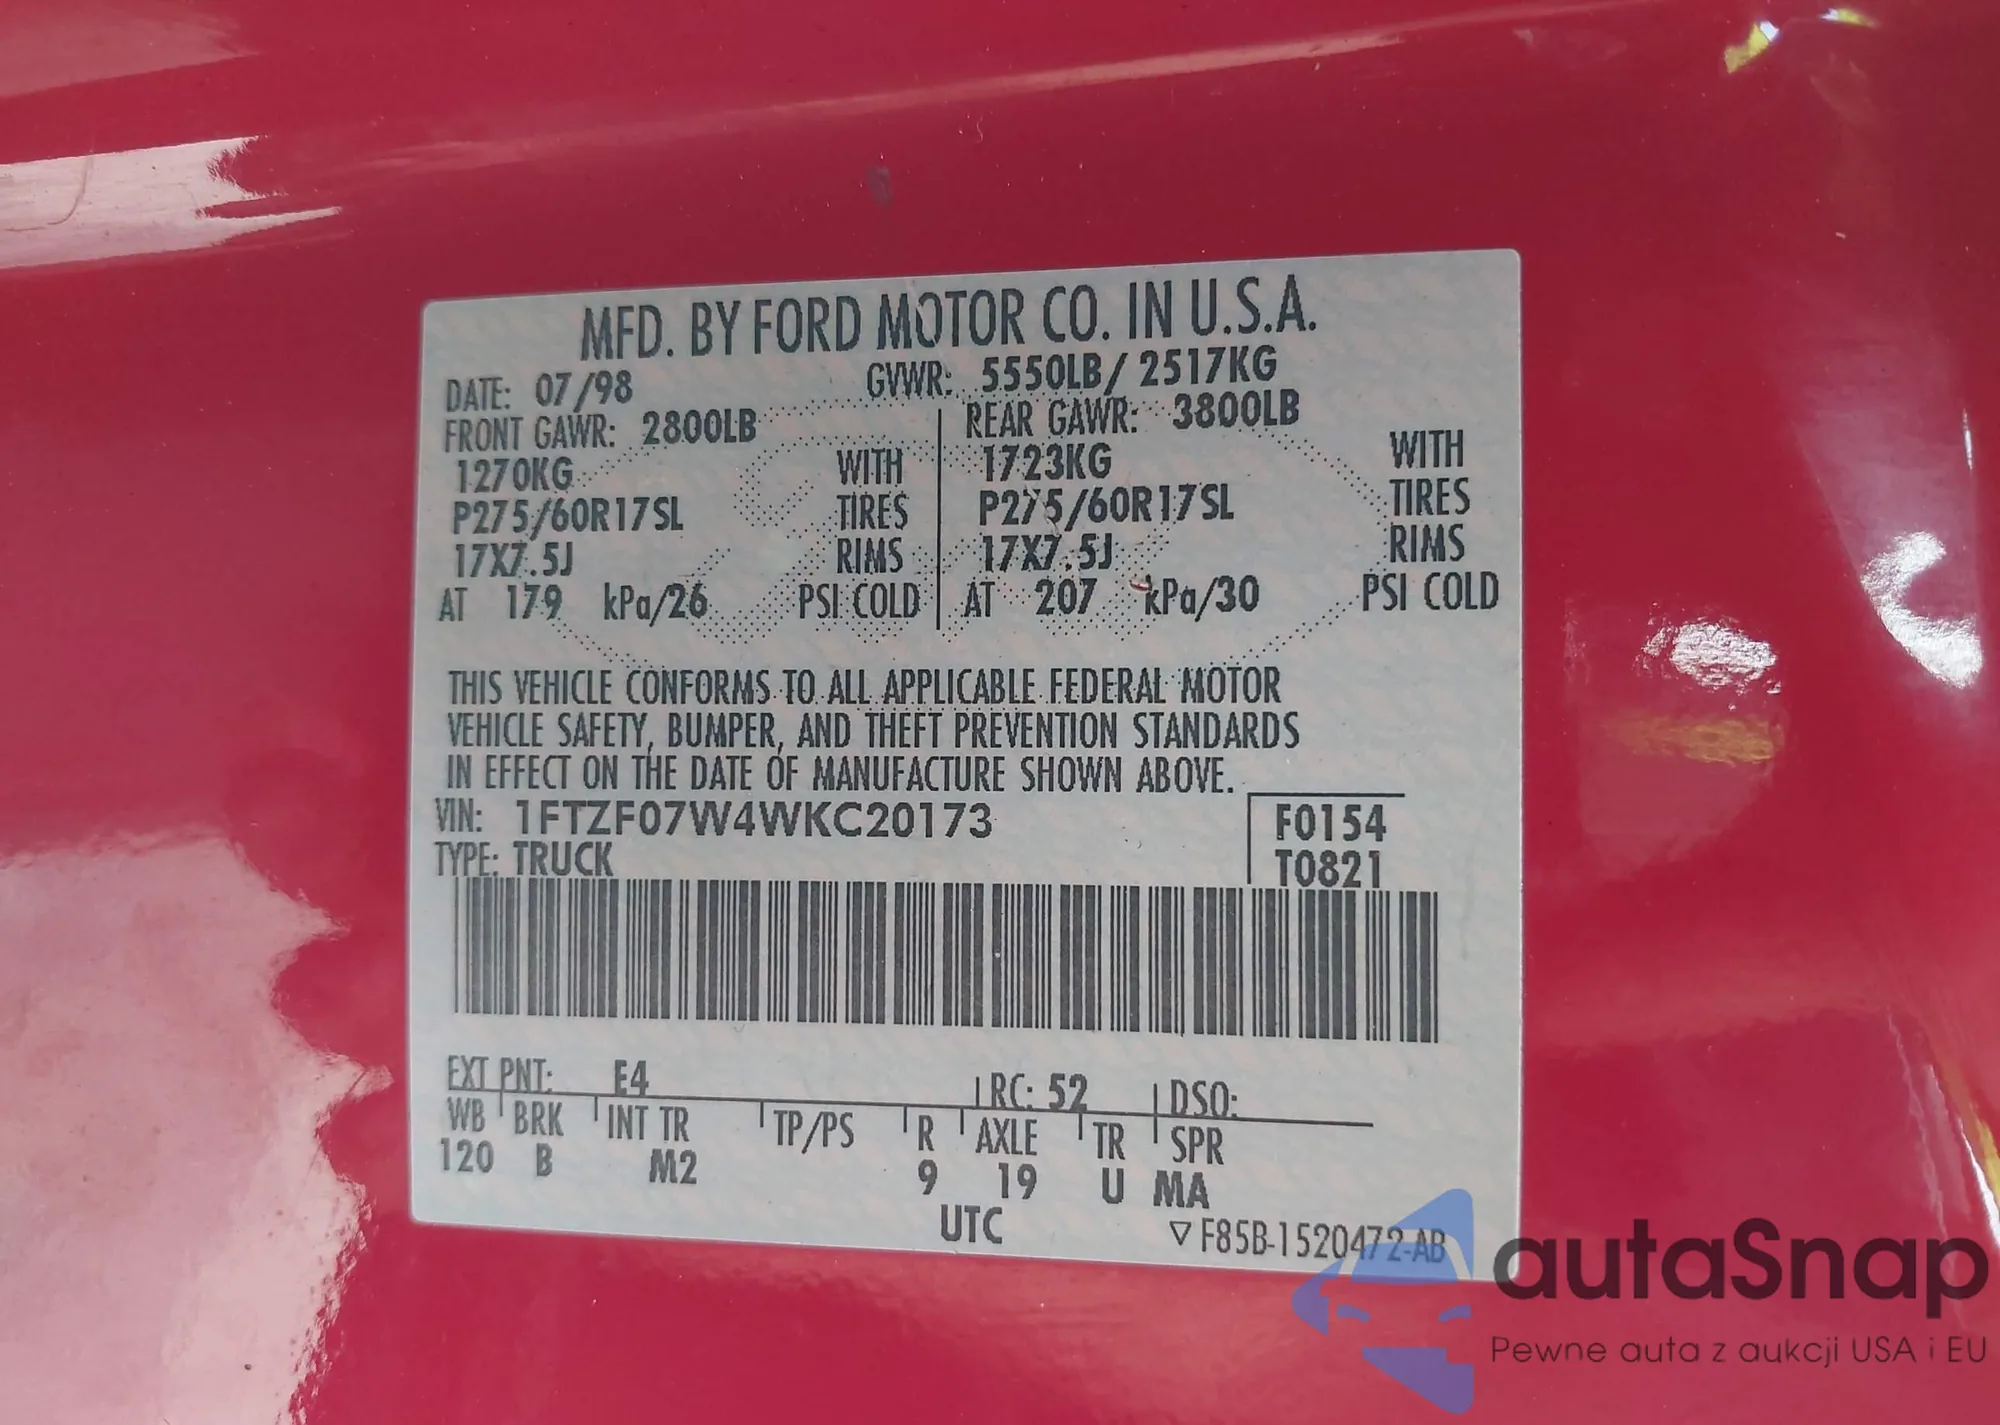 MFD. BY FORD MOTOR CO. IN U.S.A.
DATE: 07/98 GVWR: 5550LB/2517KG
FRONT GAWR: 2800LB REAR GAWR: 3800LB
1270KG WITH 1723KG WITH
P275/60R17SL TIRES P275/60R17SL TIRES
17X7.5J RIMS 17X7.5J RIMS
AT 179 kPa/26 PSI COLD AT 207 kPa/30 PSI COLD
THIS VEHICLE CONFORMS TO ALL APPLICABLE FEDERAL MOTOR
VEHICLE SAFETY, BUMPER, AND THEFT PREVENTION STANDARDS
IN EFFECT ON THE DATE OF MANUFACTURE SHOWN ABOVE.
VIN: 1FTZF07W4WKC20173 F0154
TYPE: TRUCK T0821
EXT PNT: E4 RC: 52 DSO:
WB BRK INT TR TP/PS R AXLE TR SPR
120 B M2 9 19 U MA
UTC ▽F85B-1520472-AB
autaSnap
Pewne auta z aukcji USA i EU